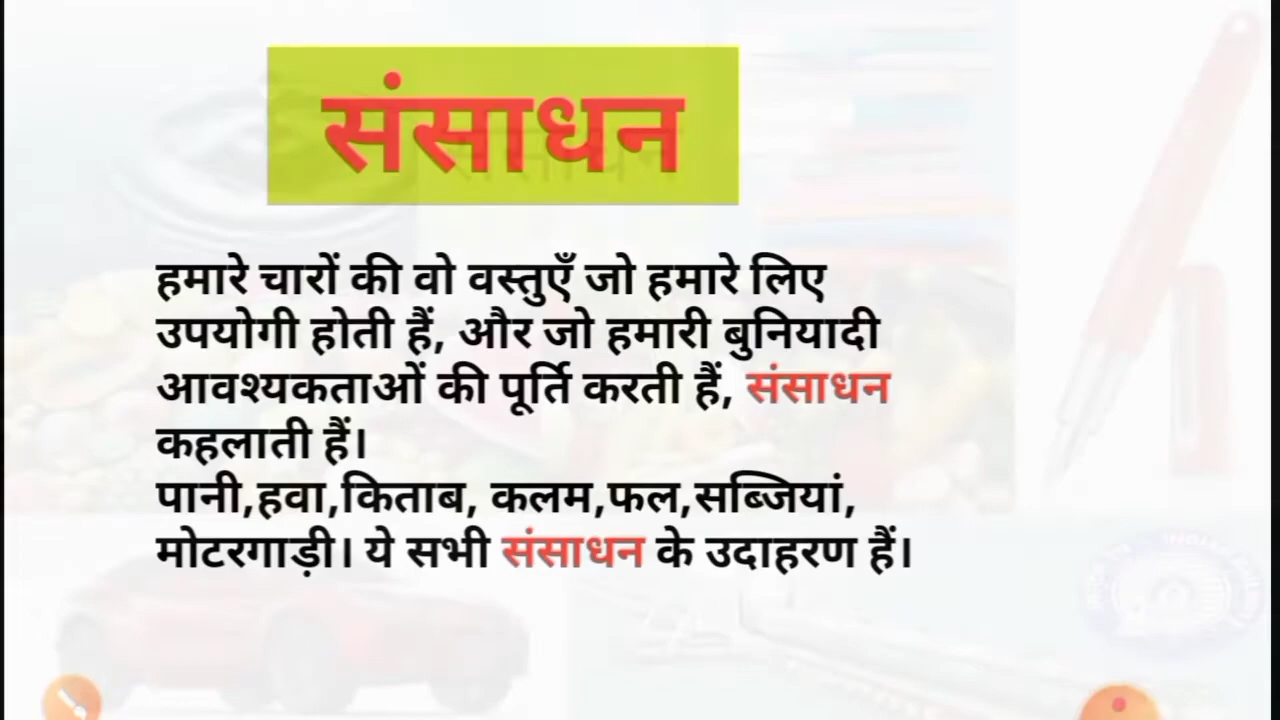 संसाधन
हमारे चारों की वो वस्तुएँ जो हमारे लिए
उपयोगी होती हैं, और जो हमारी बुनियादी
आवश्यकताओं की पूर्ति करती हैं, संसाधन
कहलाती हैं।
पानी,हवा,किताब, कलम,फल,सब्जियां,
मोटरगाड़ी। ये सभी संसाधन के उदाहरण हैं।